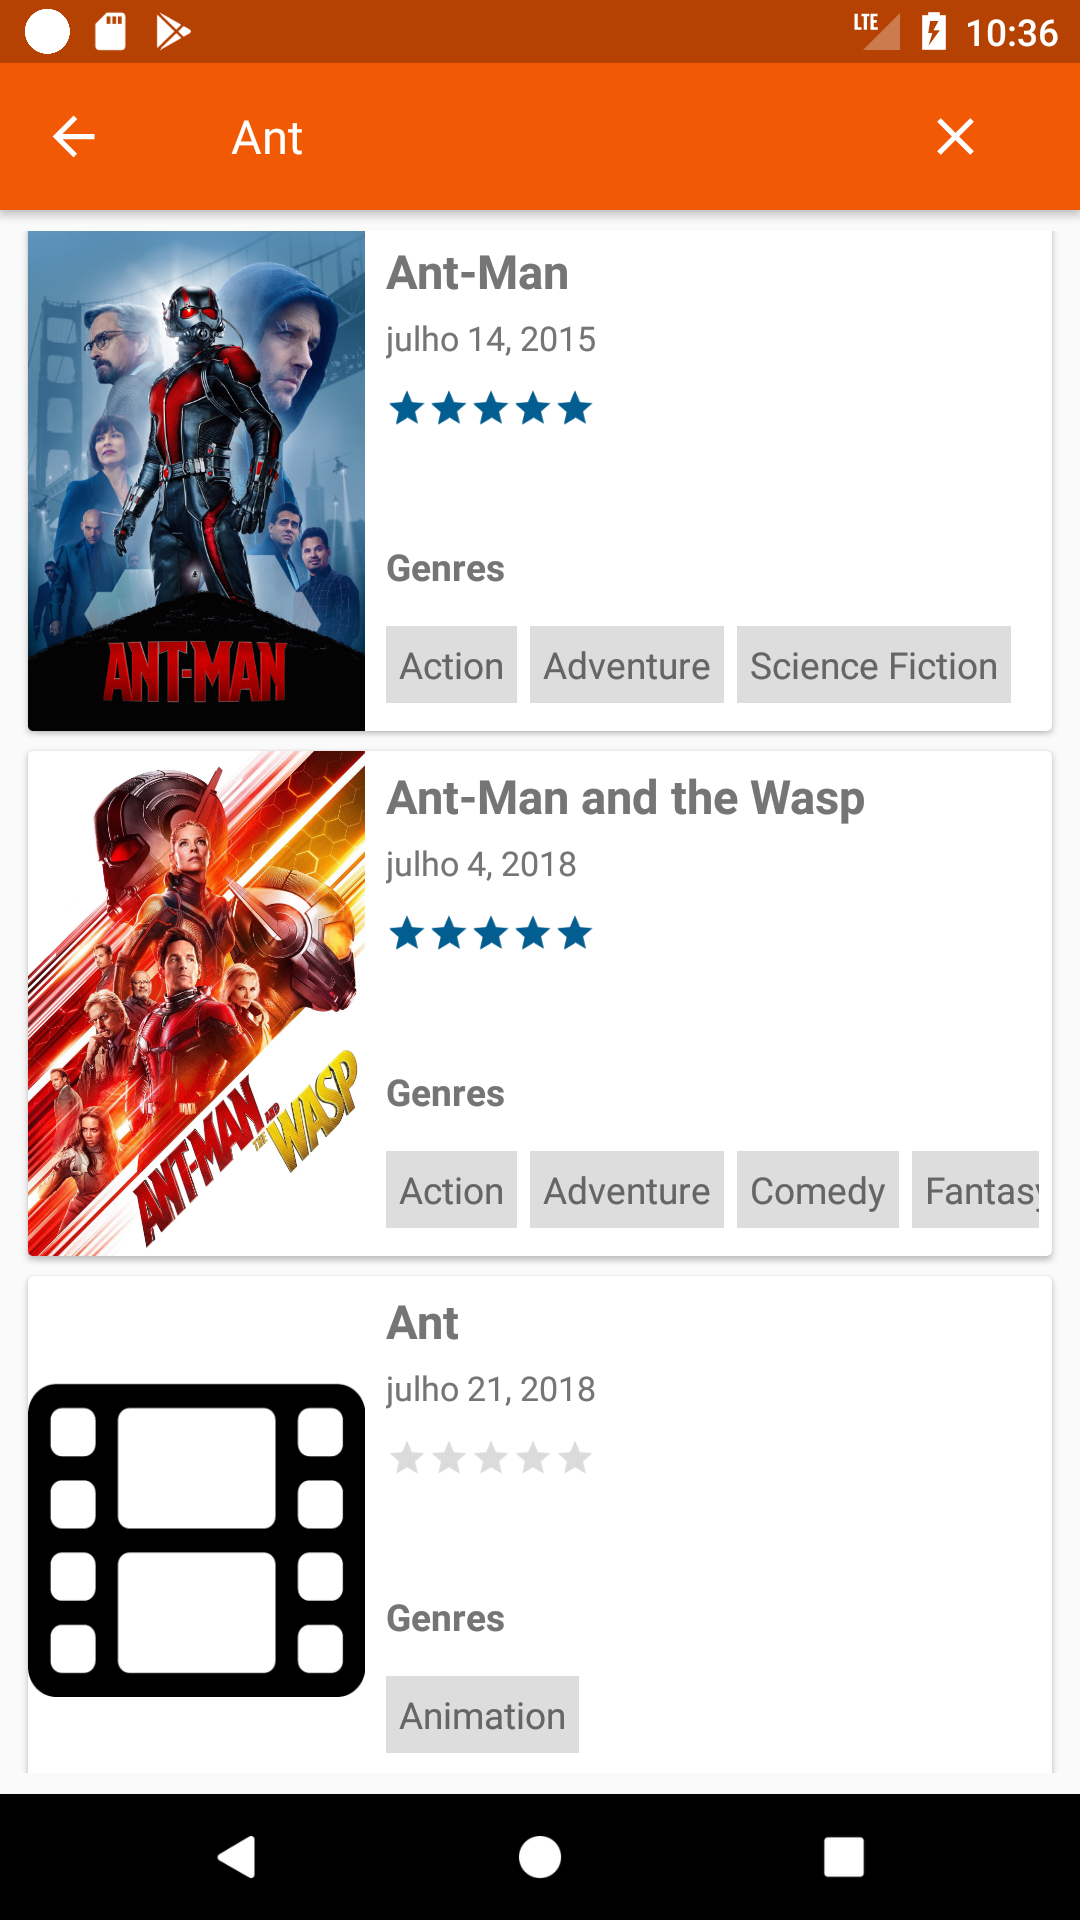 LTE 10:36
Ant
Ant-Man
julho 14, 2015
Genres
Action Adventure Science Fiction
ANT-MAN
Ant-Man and the Wasp
julho 4, 2018
Genres
Action Adventure Comedy Fantasy
ANT-MAN AND THE WASP
Ant
julho 21, 2018
Genres
Animation